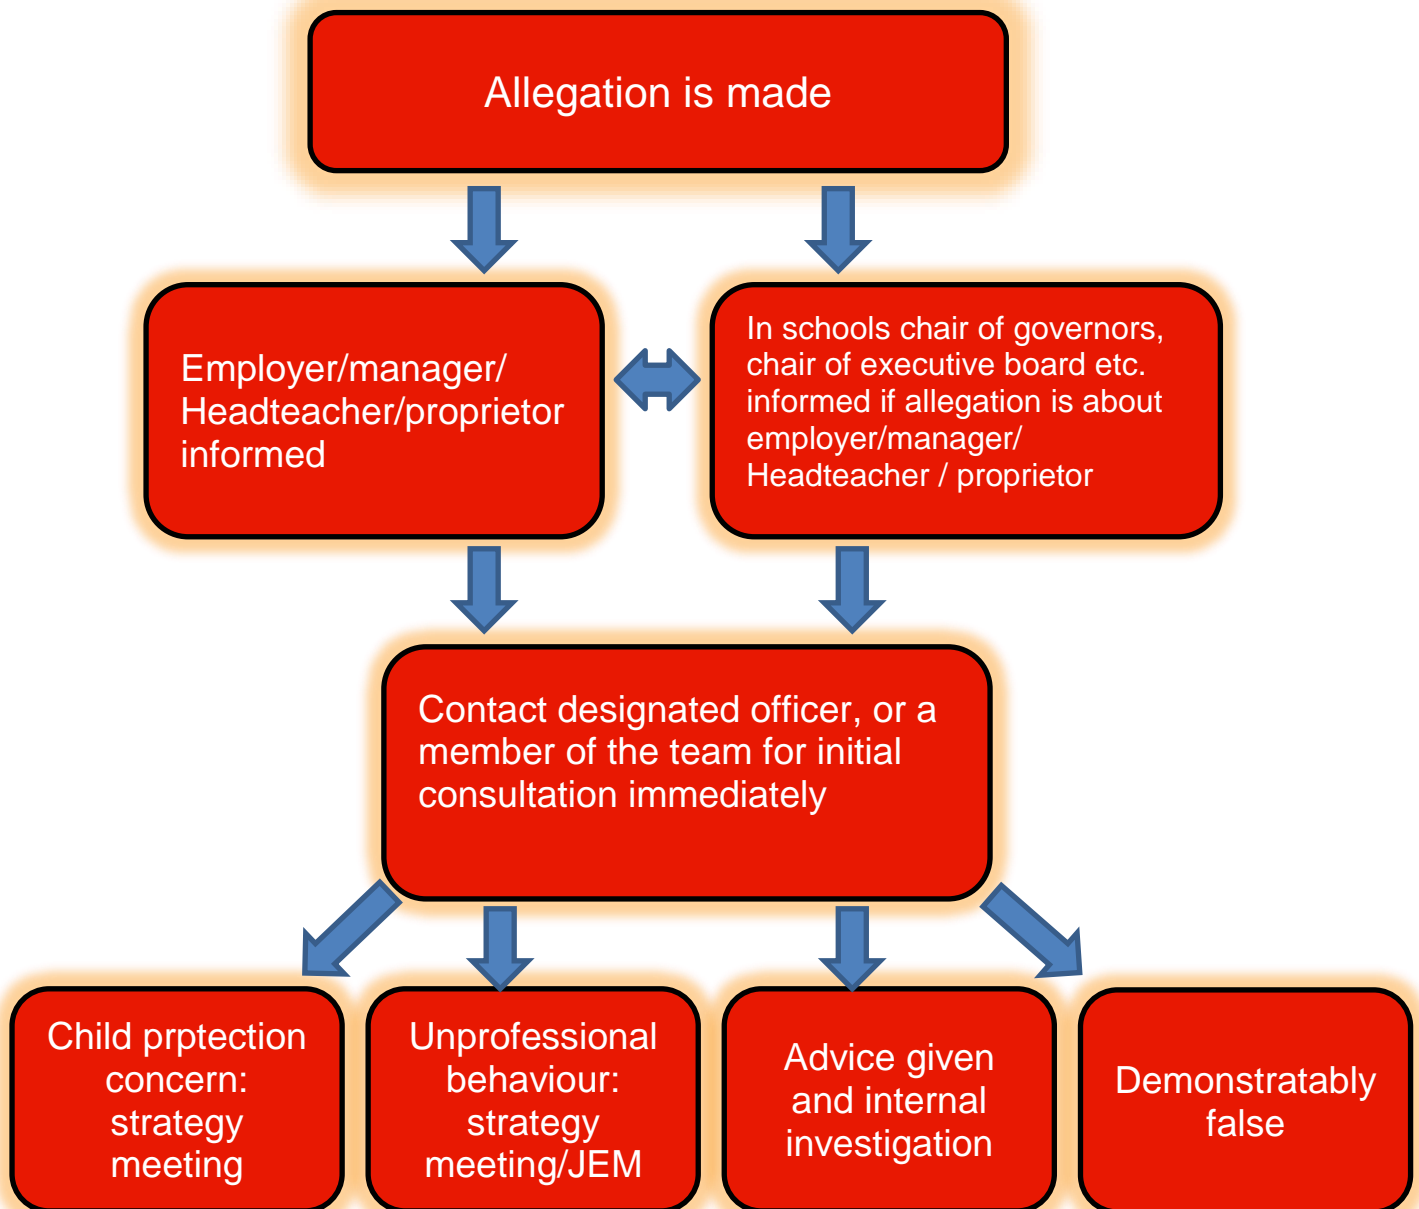 Allegation is made
Employer/manager/
Headteacher/proprietor
informed
In schools chair of governors,
chair of executive board etc.
informed if allegation is about
employer/manager/
Headteacher / proprietor
Contact designated officer, or a
member of the team for initial
consultation immediately
Child prptection
concern:
strategy
meeting
Unprofessional
behaviour:
strategy
meeting/JEM
Advice given
and internal
investigation
Demonstratably
false